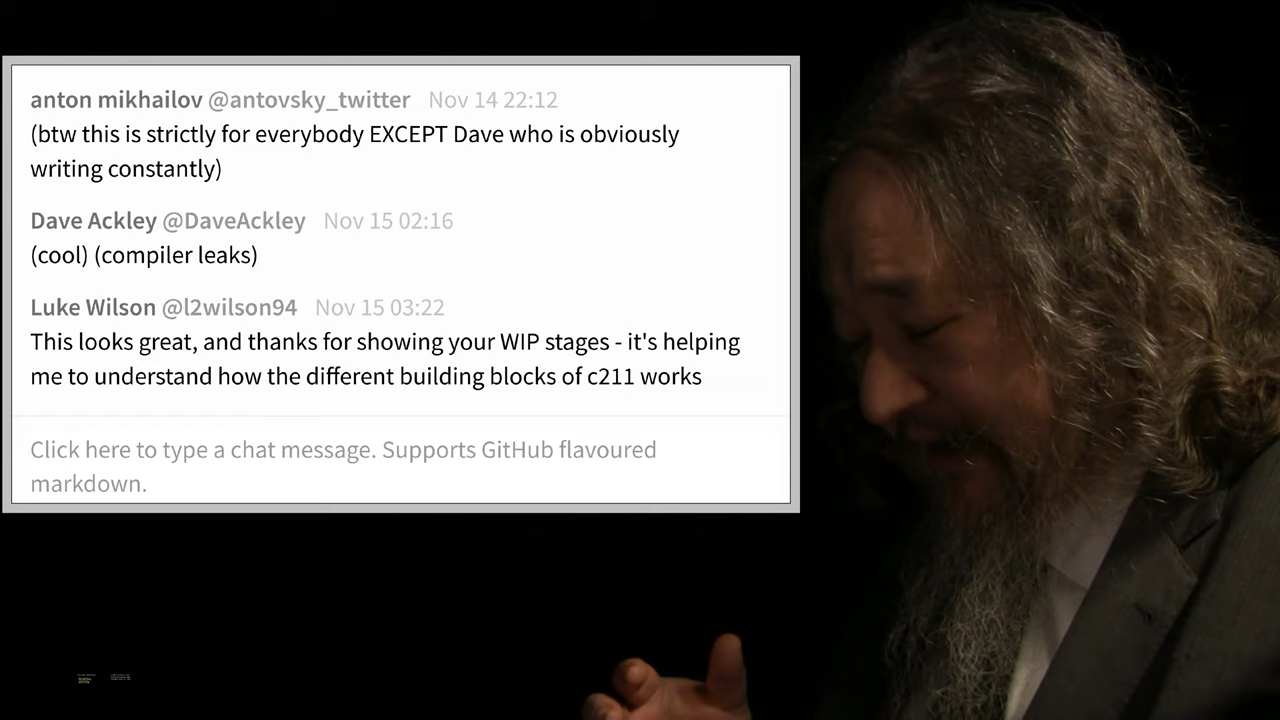 anton mikhailov @antovsky_twitter Nov 14 22:12
(btw this is strictly for everybody EXCEPT Dave who is obviously
writing constantly)
Dave Ackley @DaveAckley Nov 15 02:16
(cool) (compiler leaks)
Luke Wilson @l2wilson94 Nov 15 03:22
This looks great, and thanks for showing your WIP stages - it's helping
me to understand how the different building blocks of c211 works
Click here to type a chat message. Supports GitHub flavoured
markdown.